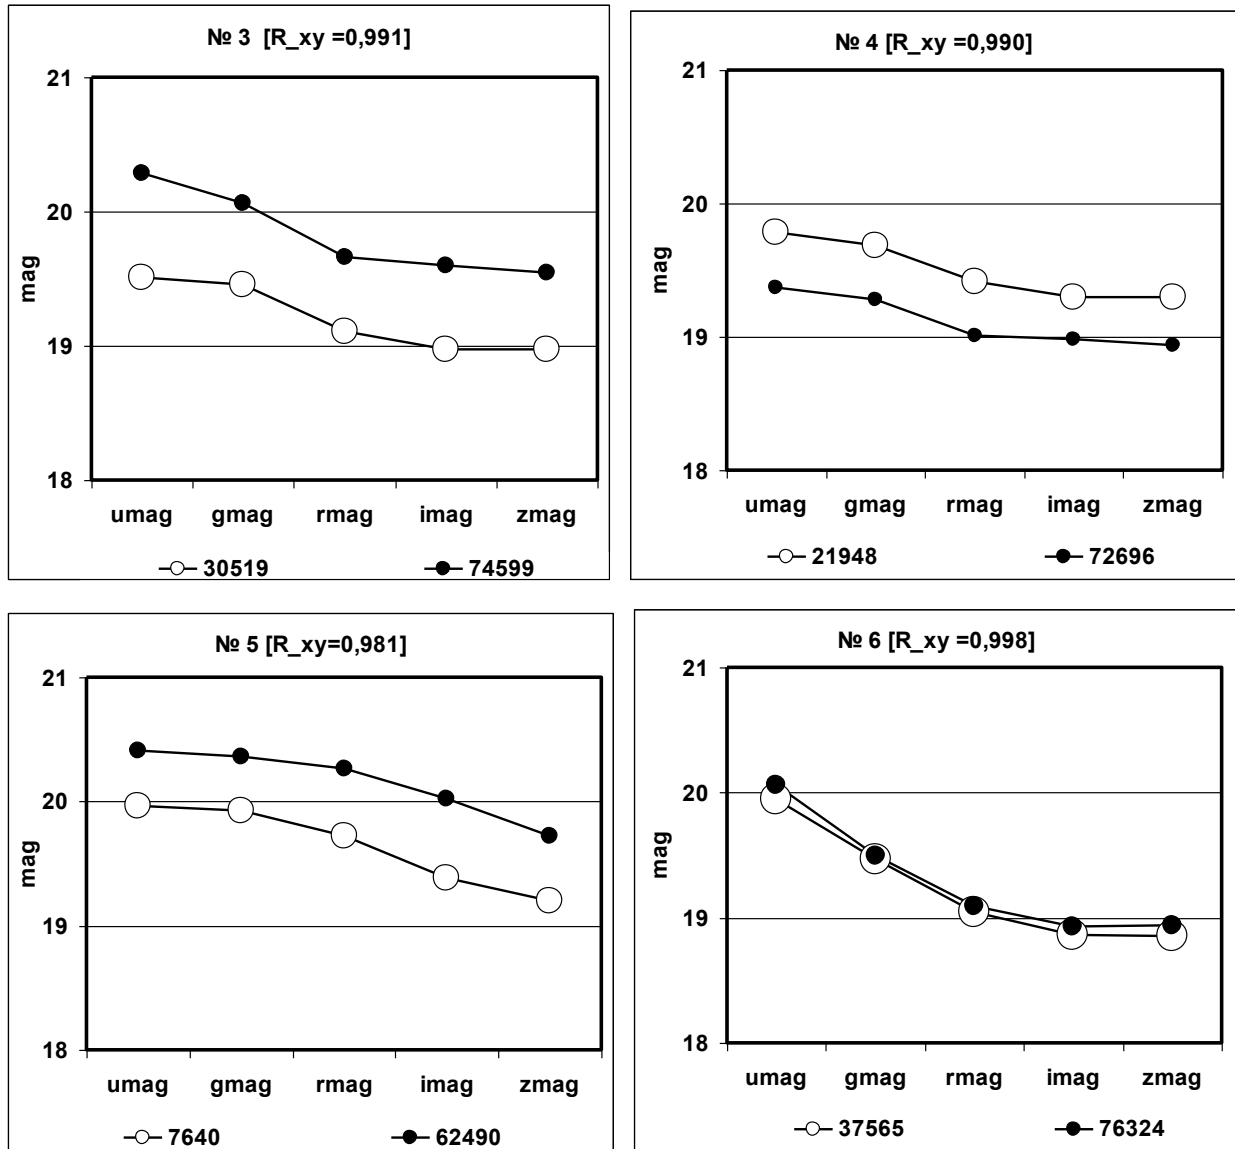 № 3  [R_xy =0,991]
21
20
19
18
mag
umag gmag rmag imag zmag
30519 74599
№ 4 [R_xy =0,990]
21
20
19
18
mag
umag gmag rmag imag zmag
21948 72696
№ 5 [R_xy=0,981]
21
20
19
18
mag
umag gmag rmag imag zmag
7640 62490
№ 6 [R_xy =0,998]
21
20
19
18
mag
umag gmag rmag imag zmag
37565 76324